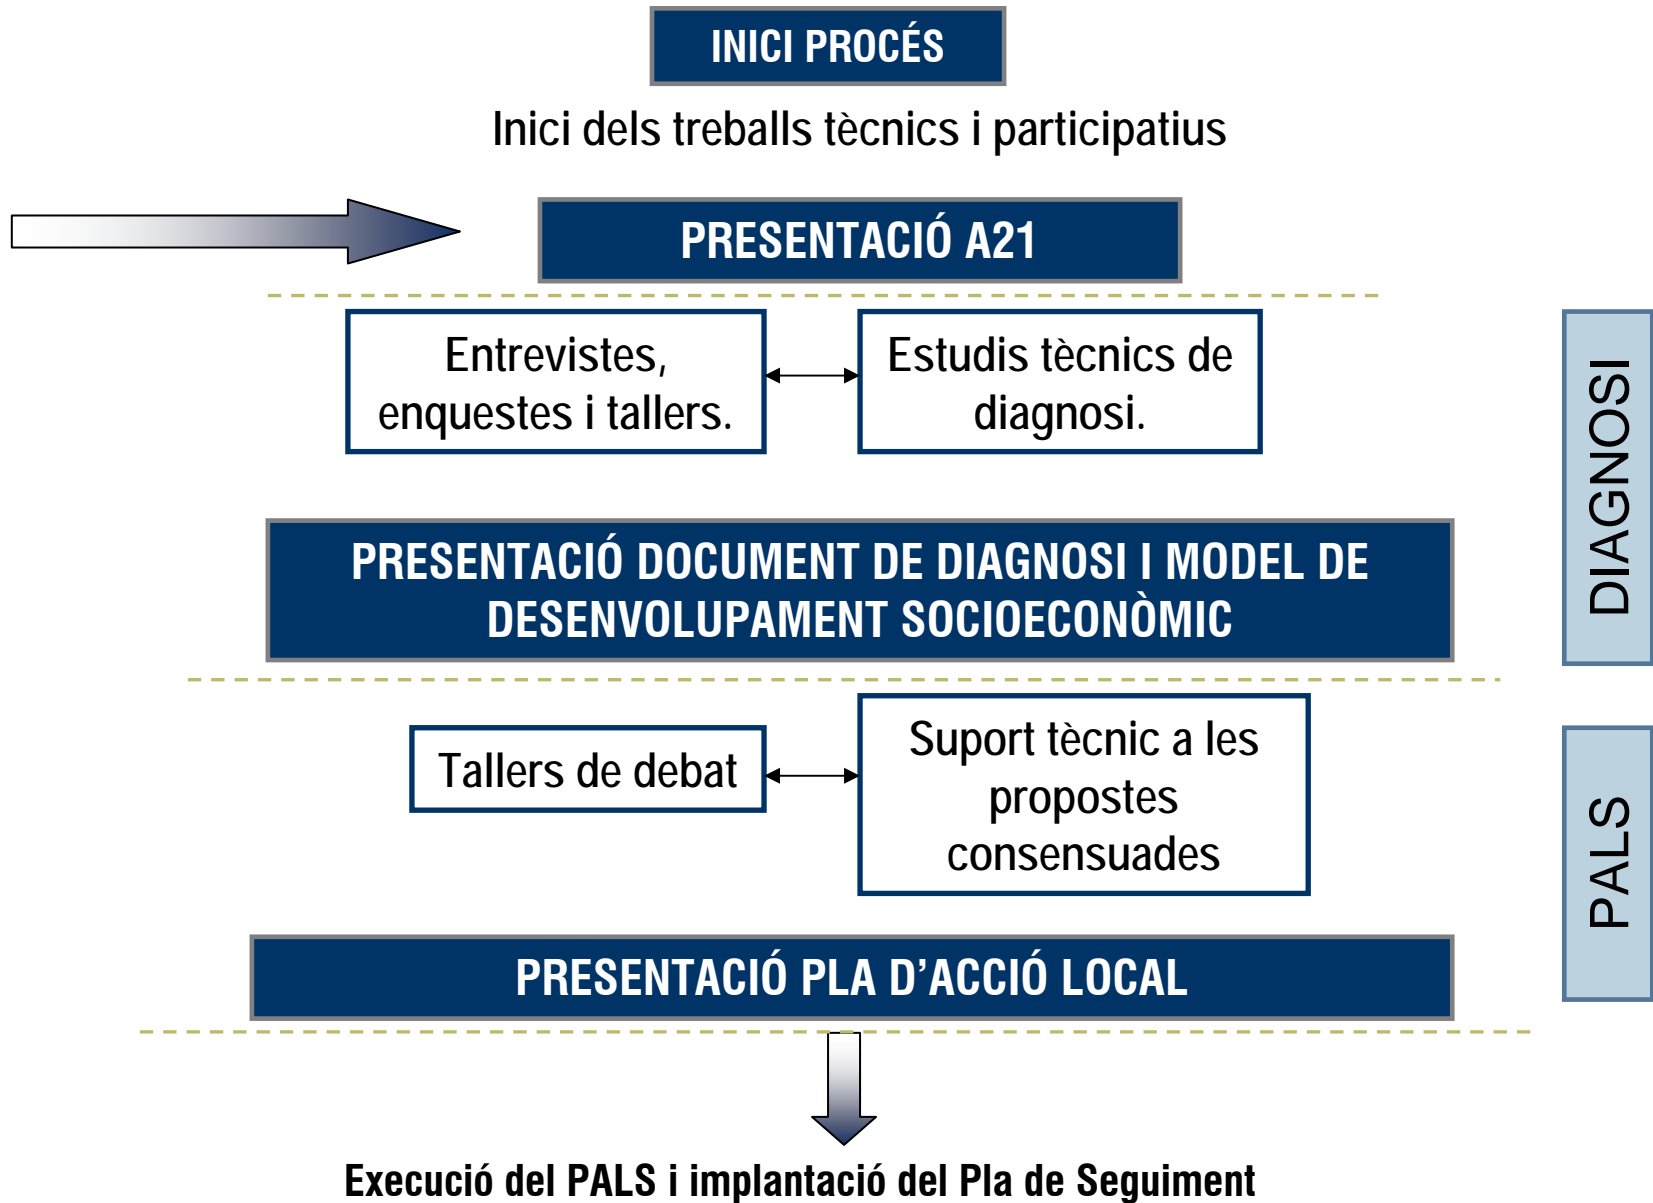 INICI PROCÉS
Inici dels treballs tècnics i participatius
PRESENTACIÓ A21
Entrevistes,
enquestes i tallers.
Estudis tècnics de
diagnosi.
DIAGNOSI
PRESENTACIÓ DOCUMENT DE DIAGNOSI I MODEL DE
DESENVOLUPAMENT SOCIOECONÒMIC
Tallers de debat
Suport tècnic a les
propostes
consensuades
PALS
PRESENTACIÓ PLA D’ACCIÓ LOCAL
Execució del PALS i implantació del Pla de Seguiment